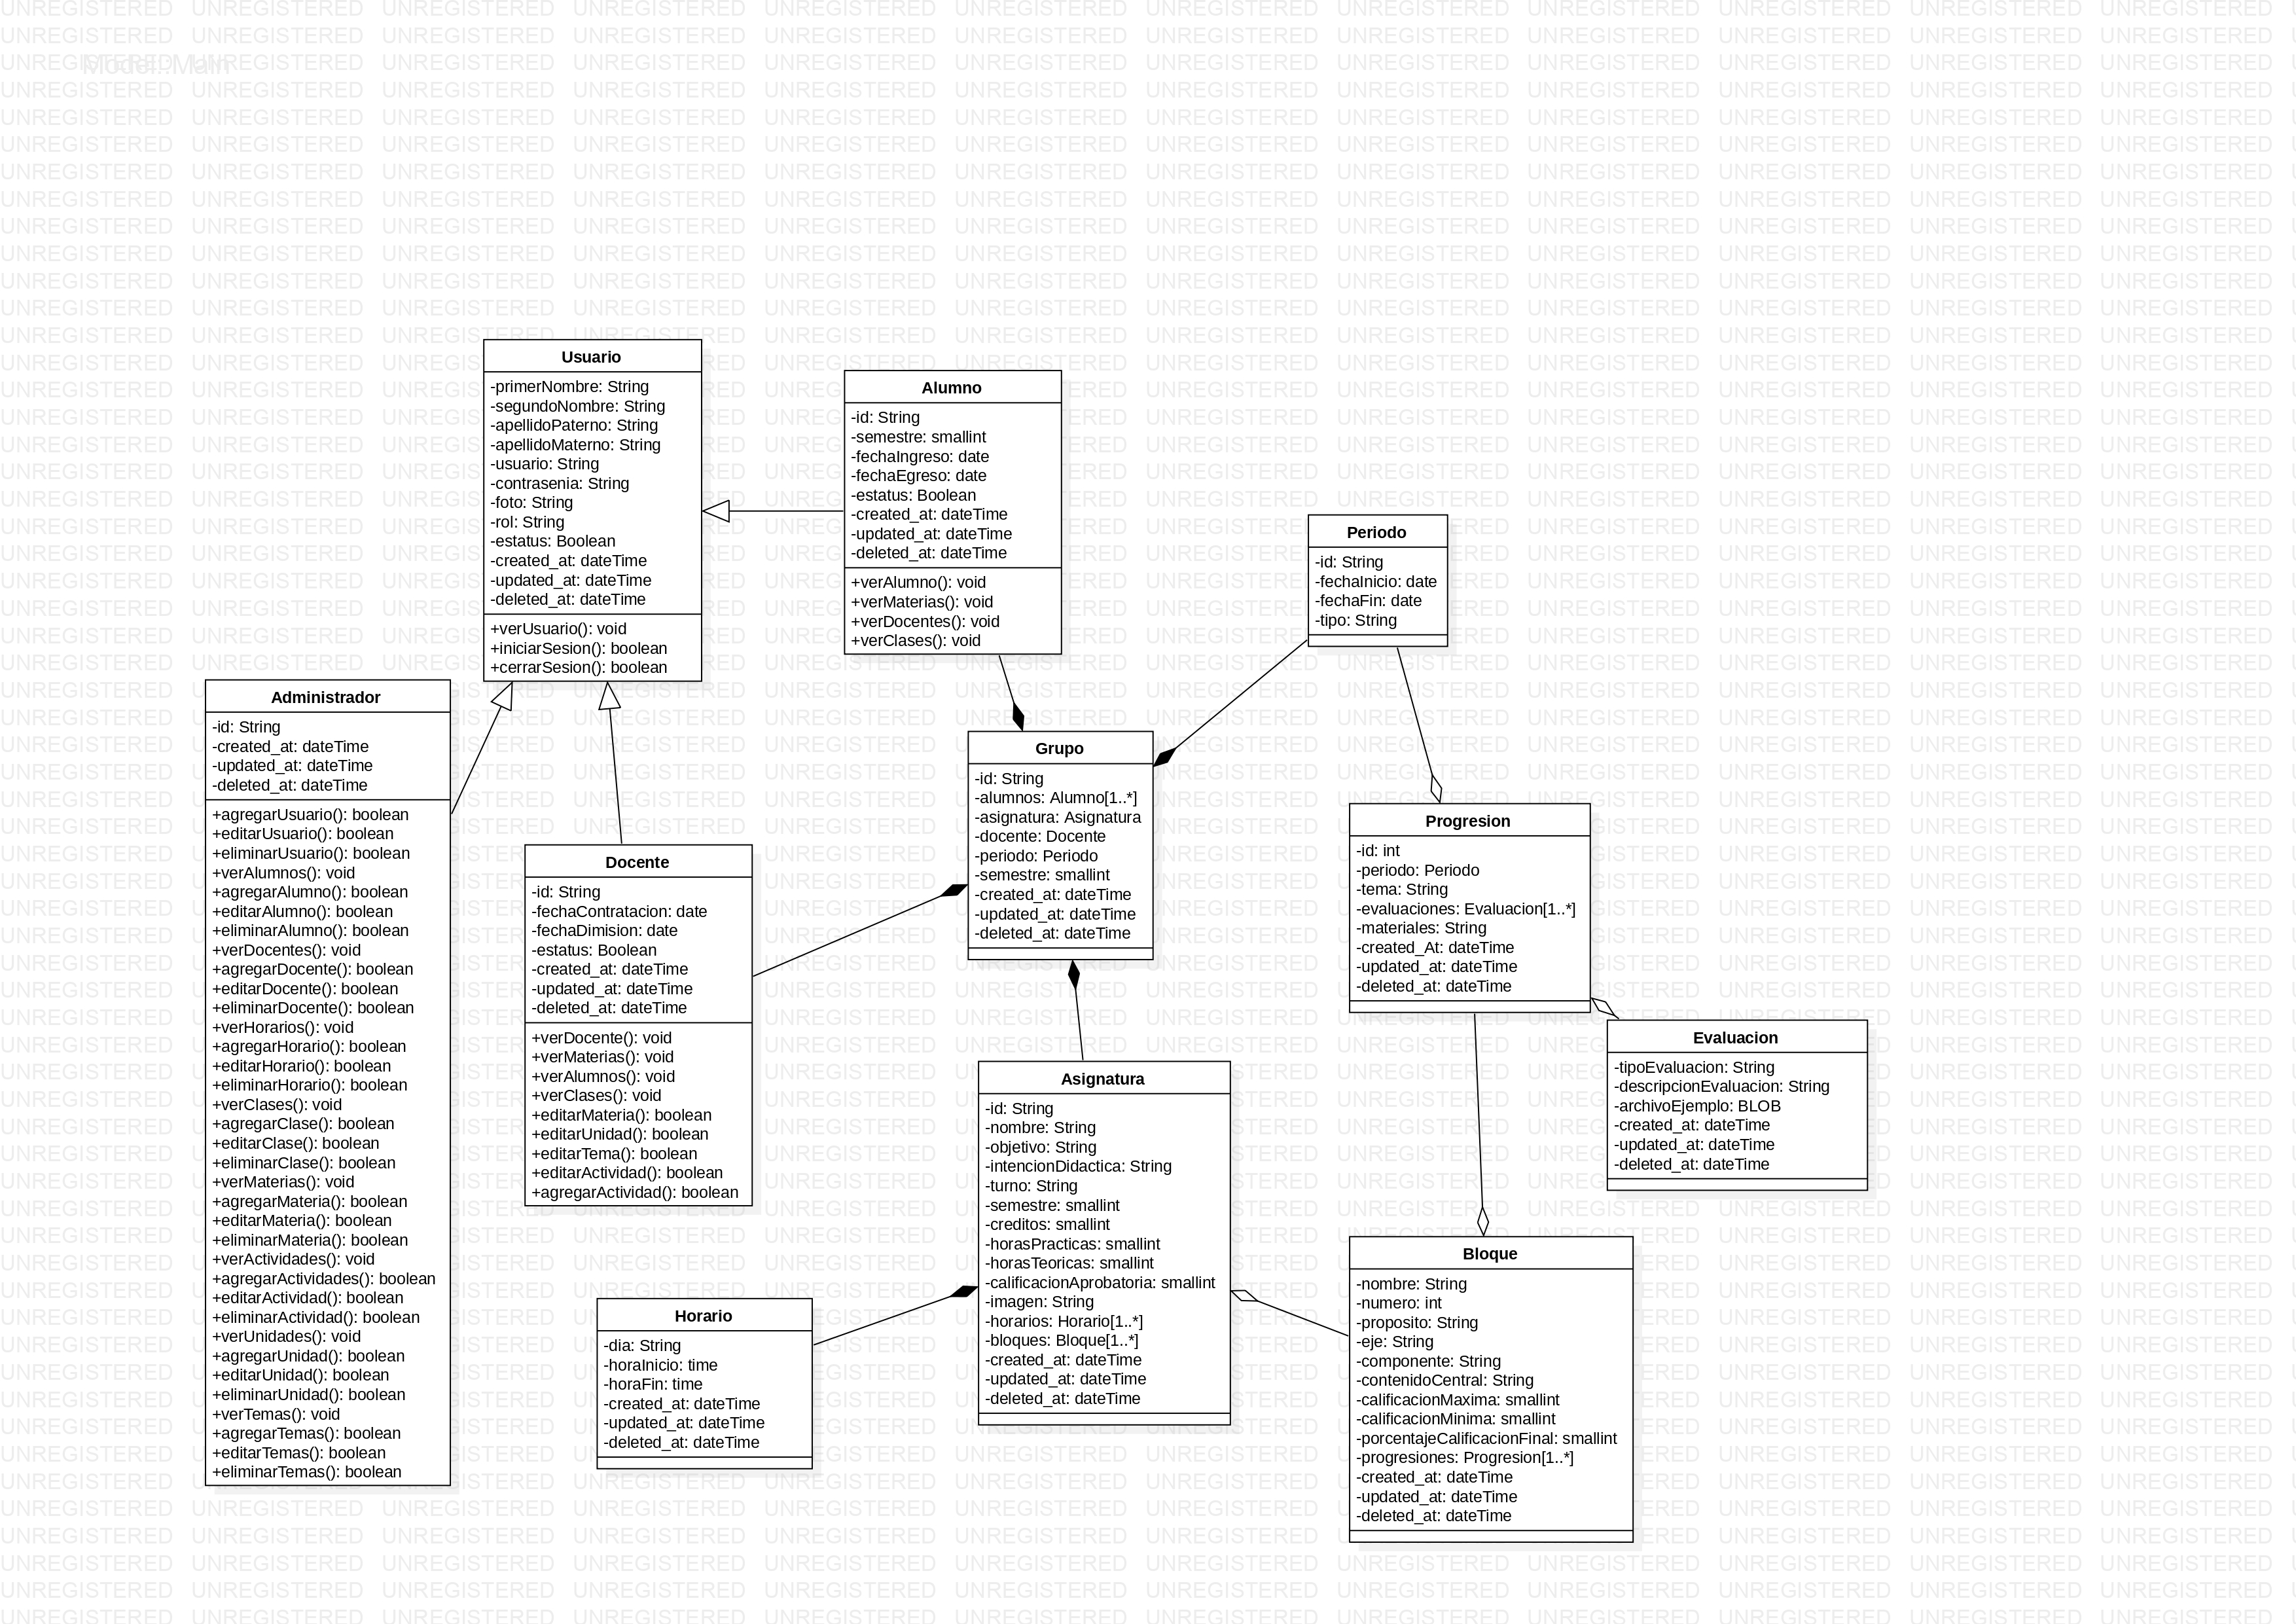 Model::Main
Usuario
-primerNombre: String
-segundoNombre: String
-apellidoPaterno: String
-apellidoMaterno: String
-usuario: String
-contrasenia: String
-foto: String
-rol: String
-estatus: Boolean
-created_at: dateTime
-updated_at: dateTime
-deleted_at: dateTime
+verUsuario(): void
+iniciarSesion(): boolean
+cerrarSesion(): boolean
Alumno
-id: String
-semestre: smallint
-fechaIngreso: date
-fechaEgreso: date
-estatus: Boolean
-created_at: dateTime
-updated_at: dateTime
-deleted_at: dateTime
+verAlumno(): void
+verMaterias(): void
+verDocentes(): void
+verClases(): void
Periodo
-id: String
-fechaInicio: date
-fechaFin: date
-tipo: String
Administrador
-id: String
-created_at: dateTime
-updated_at: dateTime
-deleted_at: dateTime
+agregarUsuario(): boolean
+editarUsuario(): boolean
+eliminarUsuario(): boolean
+verAlumnos(): void
+agregarAlumno(): boolean
+editarAlumno(): boolean
+eliminarAlumno(): boolean
+verDocentes(): void
+agregarDocente(): boolean
+editarDocente(): boolean
+eliminarDocente(): boolean
+verHorarios(): void
+agregarHorario(): boolean
+editarHorario(): boolean
+eliminarHorario(): boolean
+verClases(): void
+agregarClase(): boolean
+editarClase(): boolean
+eliminarClase(): boolean
+verMaterias(): void
+agregarMateria(): boolean
+editarMateria(): boolean
+eliminarMateria(): boolean
+verActividades(): void
+agregarActividades(): boolean
+editarActividad(): boolean
+eliminarActividad(): boolean
+verUnidades(): void
+agregarUnidad(): boolean
+editarUnidad(): boolean
+eliminarUnidad(): boolean
+verTemas(): void
+agregarTemas(): boolean
+editarTemas(): boolean
+eliminarTemas(): boolean
Docente
-id: String
-fechaContratacion: date
-fechaDimision: date
-estatus: Boolean
-created_at: dateTime
-updated_at: dateTime
-deleted_at: dateTime
+verDocente(): void
+verMaterias(): void
+verAlumnos(): void
+verClases(): void
+editarMateria(): boolean
+editarUnidad(): boolean
+editarTema(): boolean
+editarActividad(): boolean
+agregarActividad(): boolean
Grupo
-id: String
-alumnos: Alumno[1..*]
-asignatura: Asignatura
-docente: Docente
-periodo: Periodo
-semestre: smallint
-created_at: dateTime
-updated_at: dateTime
-deleted_at: dateTime
Progresion
-id: int
-periodo: Periodo
-tema: String
-evaluaciones: Evaluacion[1..*]
-materiales: String
-created_At: dateTime
-updated_at: dateTime
-deleted_at: dateTime
Evaluacion
-tipoEvaluacion: String
-descripcionEvaluacion: String
-archivoEjemplo: BLOB
-created_at: dateTime
-updated_at: dateTime
-deleted_at: dateTime
Asignatura
-id: String
-nombre: String
-objetivo: String
-intencionDidactica: String
-turno: String
-semestre: smallint
-creditos: smallint
-horasPracticas: smallint
-horasTeoricas: smallint
-calificacionAprobatoria: smallint
-imagen: String
-horarios: Horario[1..*]
-bloques: Bloque[1..*]
-created_at: dateTime
-updated_at: dateTime
-deleted_at: dateTime
Horario
-dia: String
-horaInicio: time
-horaFin: time
-created_at: dateTime
-updated_at: dateTime
-deleted_at: dateTime
Bloque
-nombre: String
-numero: int
-proposito: String
-eje: String
-componente: String
-contenidoCentral: String
-calificacionMaxima: smallint
-calificacionMinima: smallint
-porcentajeCalificacionFinal: smallint
-progresiones: Progresion[1..*]
-created_at: dateTime
-updated_at: dateTime
-deleted_at: dateTime
UNREGISTERED